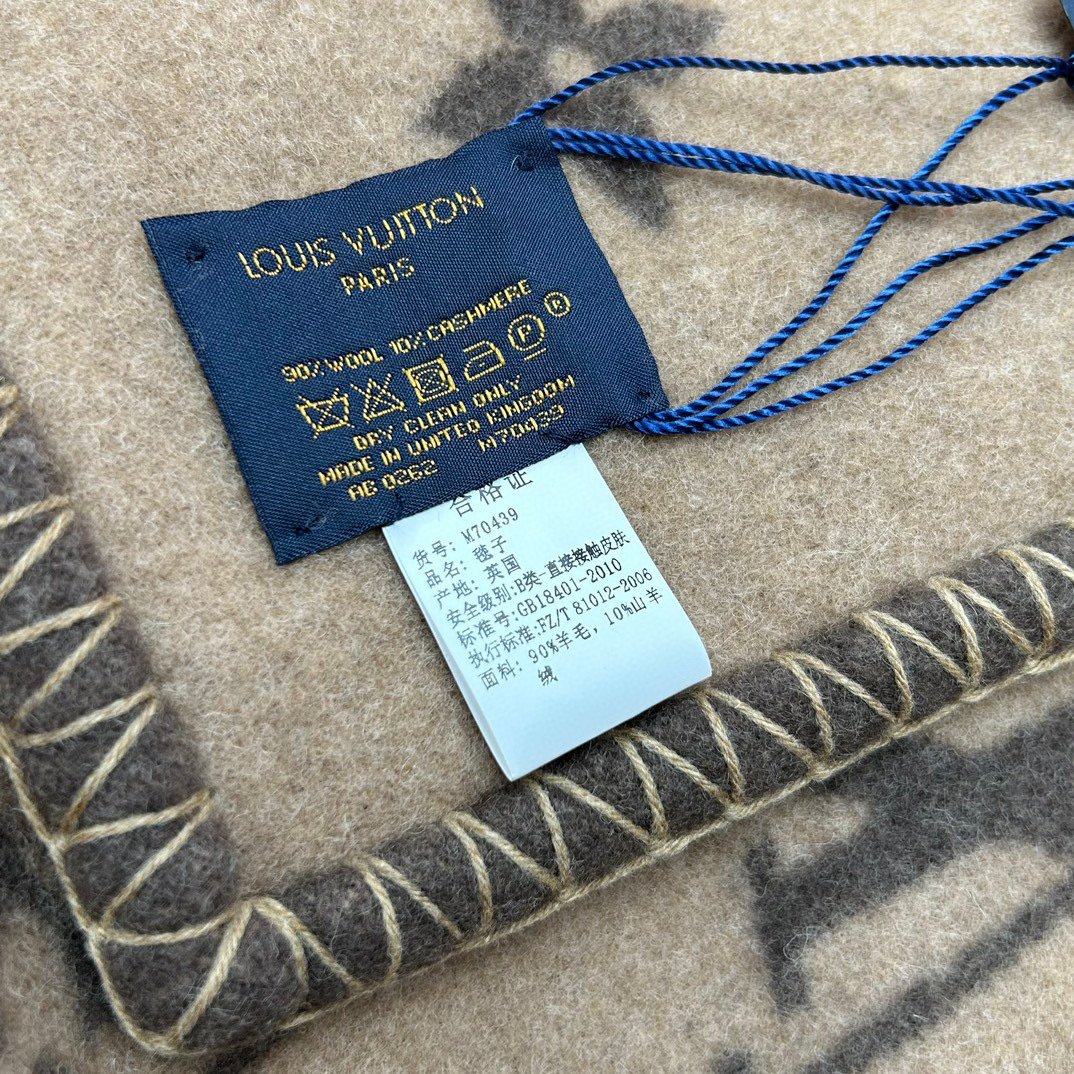 LOUIS VUITTON
PARIS
90% WOOL 10% CASHMERE
P R
DRY CLEAN ONLY
MADE IN UNITED KINGDOM
AB 0262 M70439
合格证
货号: M70439
品名: 毯子
产地: 英国
安全级别:B类-直接接触皮肤
标准号:GB18401-2010
执行标准:FZ/T 81012-2006
面料: 90%羊毛, 10%山羊
绒